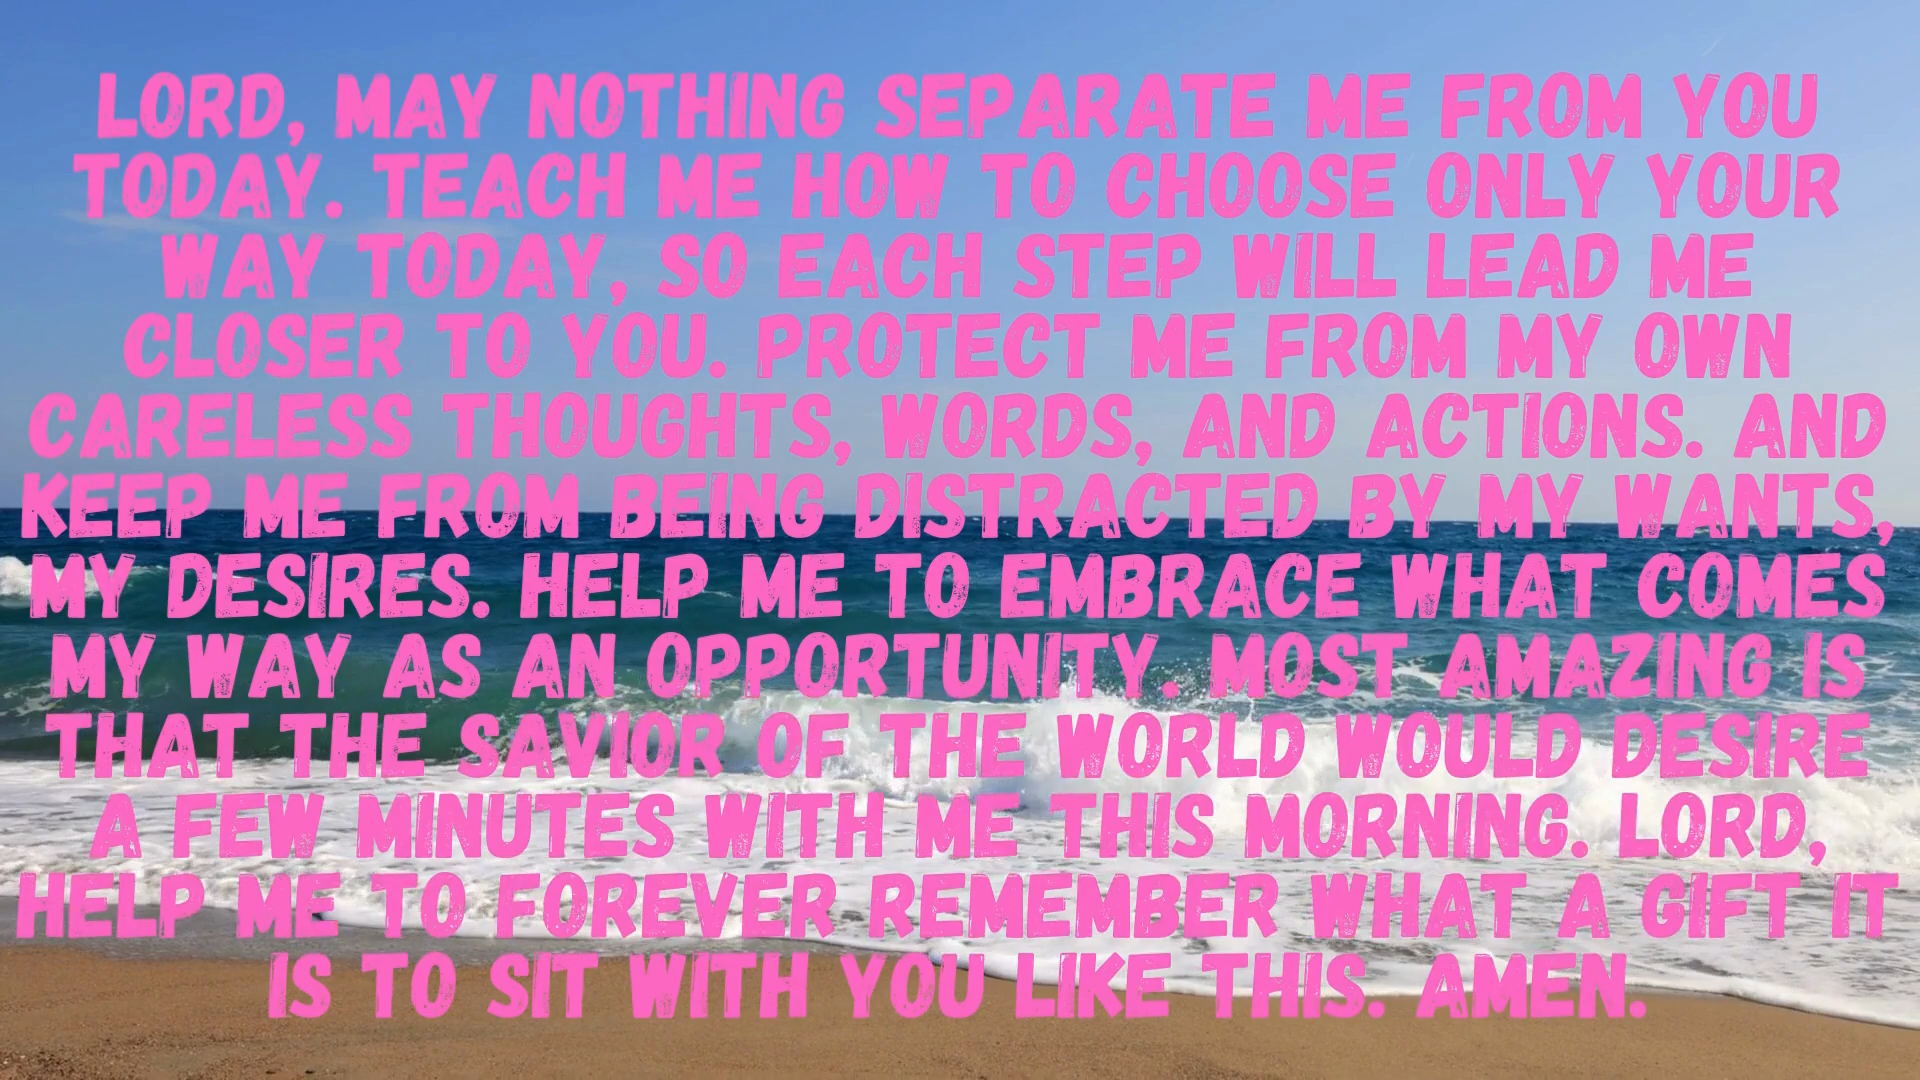 LORD, MAY NOTHING SEPARATE ME FROM YOU
TODAY. TEACH ME HOW TO CHOOSE ONLY YOUR
WAY TODAY, SO EACH STEP WILL LEAD ME
CLOSER TO YOU. PROTECT ME FROM MY OWN
CARELESS THOUGHTS, WORDS, AND ACTIONS. AND
KEEP ME FROM BEING DISTRACTED BY MY WANTS,
MY DESIRES. HELP ME TO EMBRACE WHAT COMES
MY WAY AS AN OPPORTUNITY. MOST AMAZING IS
THAT THE SAVIOR OF THE WORLD WOULD DESIRE
A FEW MINUTES WITH ME THIS MORNING. LORD,
HELP ME TO FOREVER REMEMBER WHAT A GIFT IT
IS TO SIT WITH YOU LIKE THIS. AMEN.